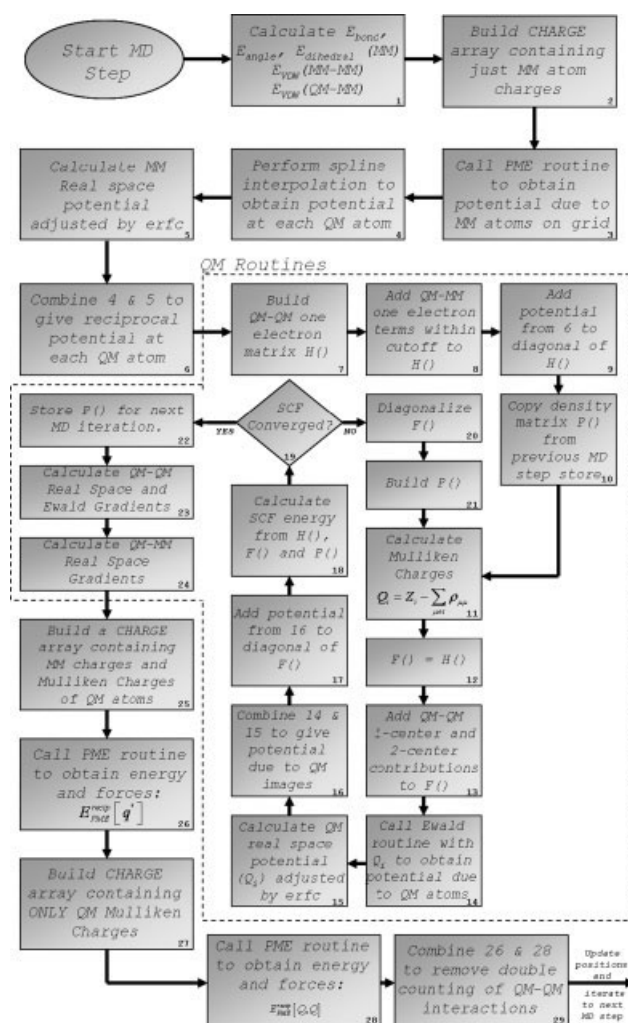 Start MD
Step
Calculate E_bond,
E_angle, E_dihedral (MM)
E_VDW (MM-MM)
E_VDW (QM-MM)
1
Build CHARGE
array containing
just MM atom
charges
2
Call PME routine
to obtain
potential due to
MM atoms on grid
3
Perform spline
interpolation to
obtain potential
at each QM atom
4
Calculate MM
Real space
potential
adjusted by erfc
5
Combine 4 & 5 to
give reciprocal
potential at
each QM atom
6
QM Routines
Build
QM-QM one
electron
matrix H()
7
Add QM-MM
one electron
terms within
cutoff to
H()
8
Add
potential
from 6 to
diagonal of
H()
9
Copy density
matrix P()
from
previous MD
step store
10
Calculate
Mulliken
Charges
Q_i = Z_i - ∑ ρ_μμ
11
F() = H()
12
Add QM-QM
1-center and
2-center
contributions
to F()
13
Call Ewald
routine with
Q_i to obtain
potential due
to QM atoms
14
Calculate QM
real space
potential
(Q_i) adjusted
by erfc
15
Combine 14 &
15 to give
potential
due to QM
images
16
Add potential
from 16 to
diagonal of
F()
17
Calculate
SCF energy
from H(),
F() and P()
18
SCF
Converged?
19
YES
NO
Diagonalize
F()
20
Build P()
21
Store P() for next
MD iteration.
22
Calculate QM-QM
Real Space and
Ewald Gradients
23
Calculate QM-MM
Real Space
Gradients
24
Build a CHARGE
array containing
MM charges and
Mulliken Charges
of QM atoms
25
Call PME routine
to obtain energy
and forces:
E^recip_PME [q']
26
Build CHARGE
array containing
ONLY QM Mulliken
Charges
27
Call PME routine
to obtain energy
and forces:
E^recip_PME [Q,Q]
28
Combine 26 & 28
to remove double
counting of QM-QM
interactions
29
Update
positions
and
iterate to
next MD
step